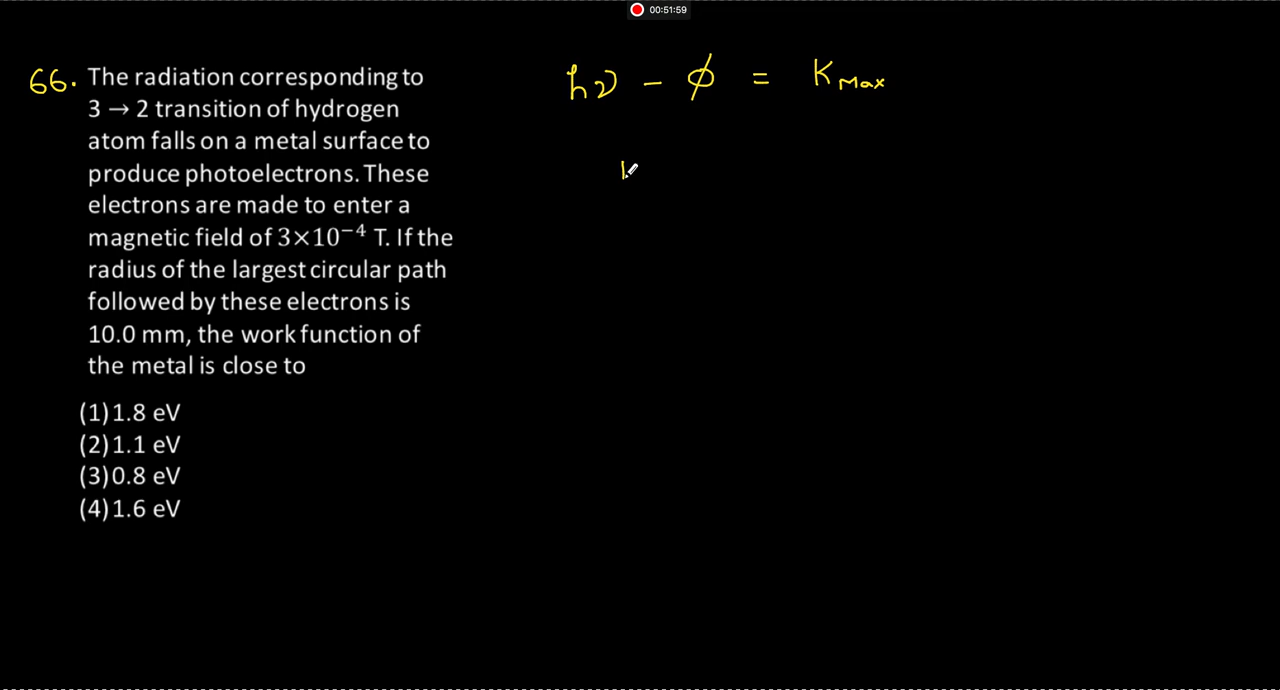 00:51:59
66. The radiation corresponding to
3 → 2 transition of hydrogen
atom falls on a metal surface to
produce photoelectrons. These
electrons are made to enter a
magnetic field of 3×10⁻⁴ T. If the
radius of the largest circular path
followed by these electrons is
10.0 mm, the work function of
the metal is close to
(1) 1.8 eV
(2) 1.1 eV
(3) 0.8 eV
(4) 1.6 eV
hν - ϕ = Kmax